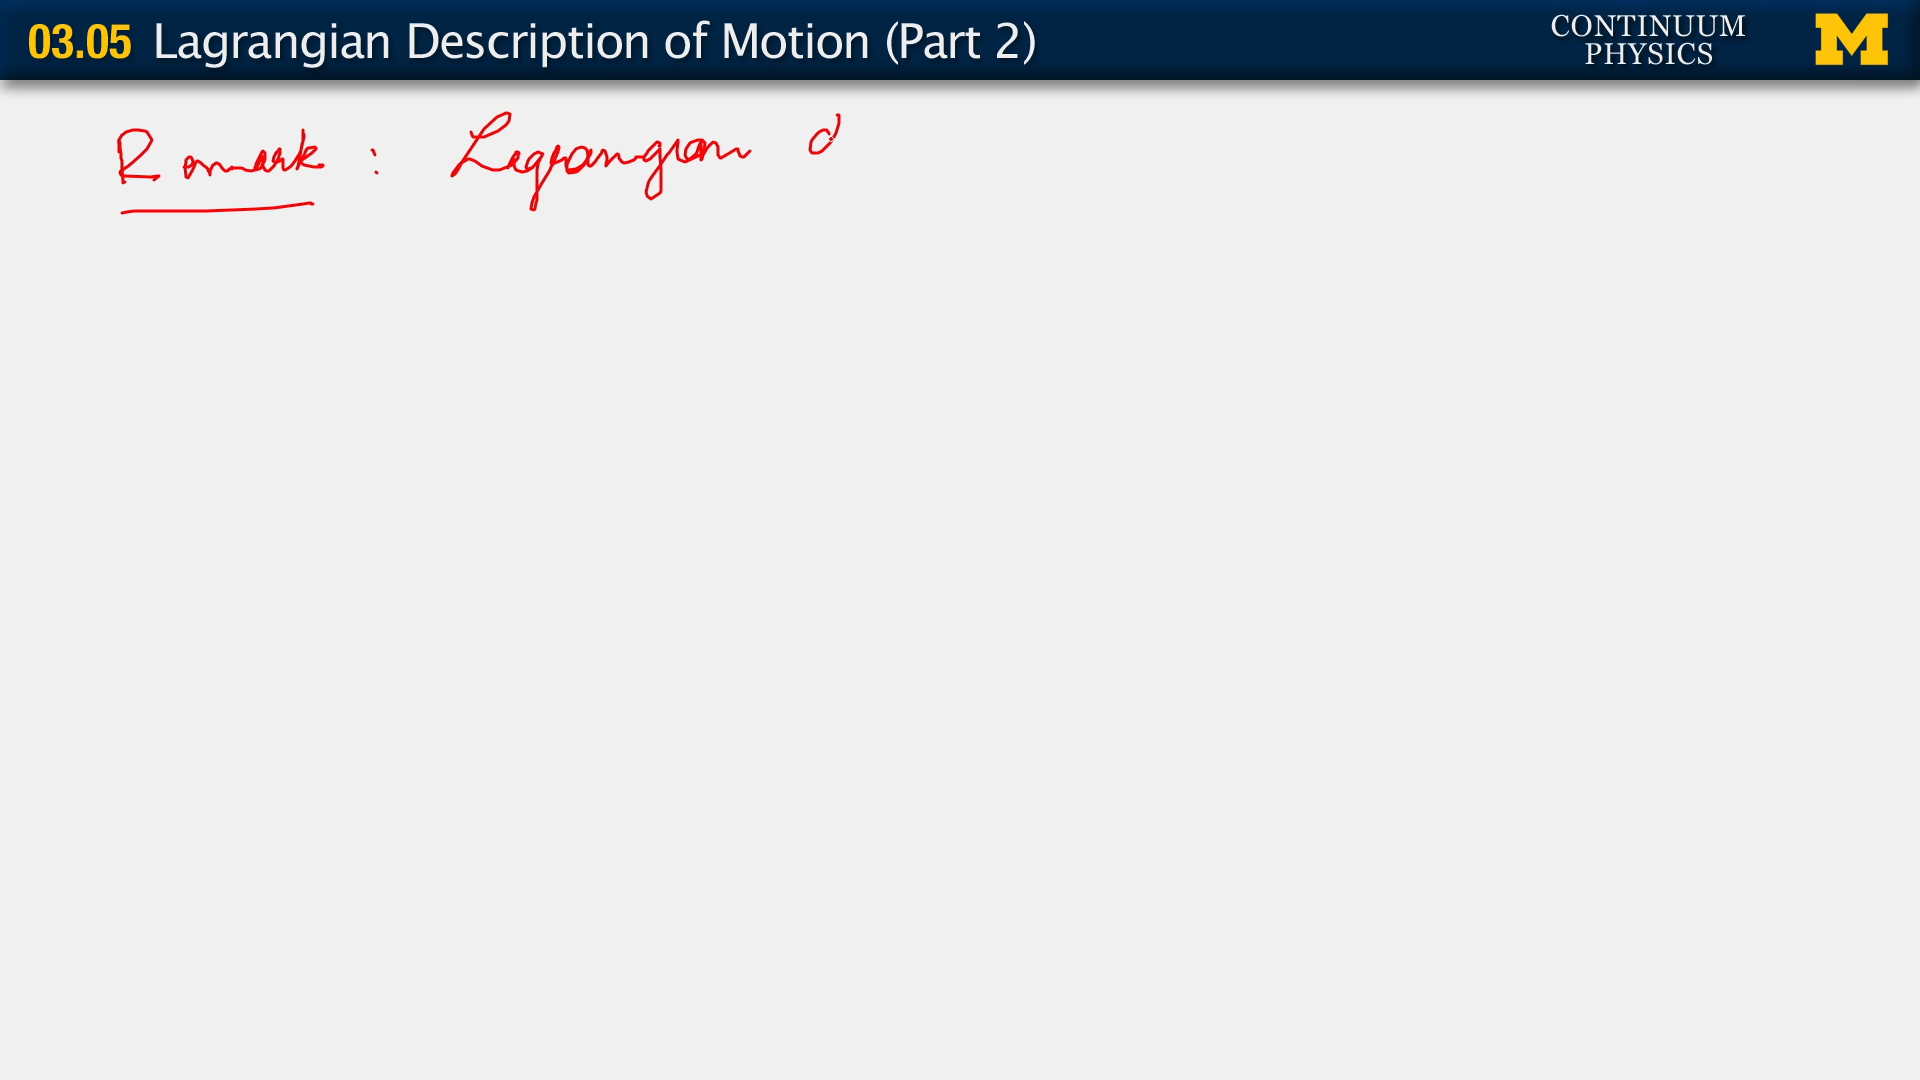 03.05 Lagrangian Description of Motion (Part 2)
CONTINUUM
PHYSICS
M
Remark : Lagrangian d